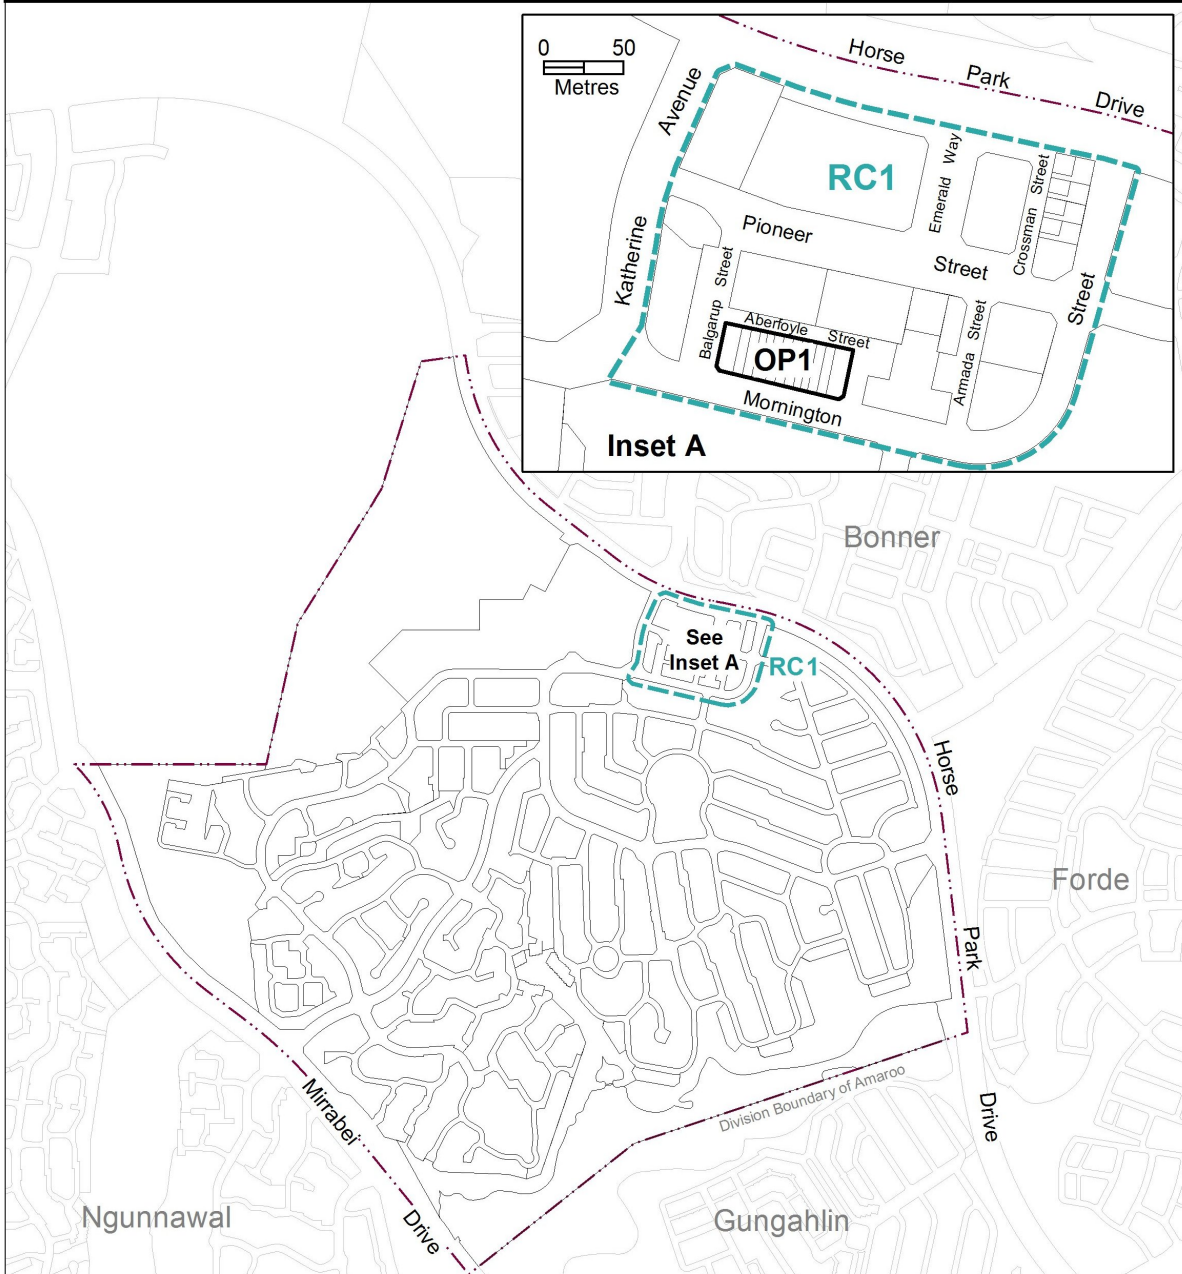 0 50
Metres
Horse Park Drive
Avenue
Katherine
RC1
Emerald Way
Crossman Street
Pioneer Street
Street
Balgarup Street
Aberfoyle Street
Armada Street
OP1
Mornington
Inset A
Bonner
See
Inset A
RC1
Horse
Park
Drive
Forde
Division Boundary of Amaroo
Mirrabei
Drive
Ngunnawal
Gungahlin